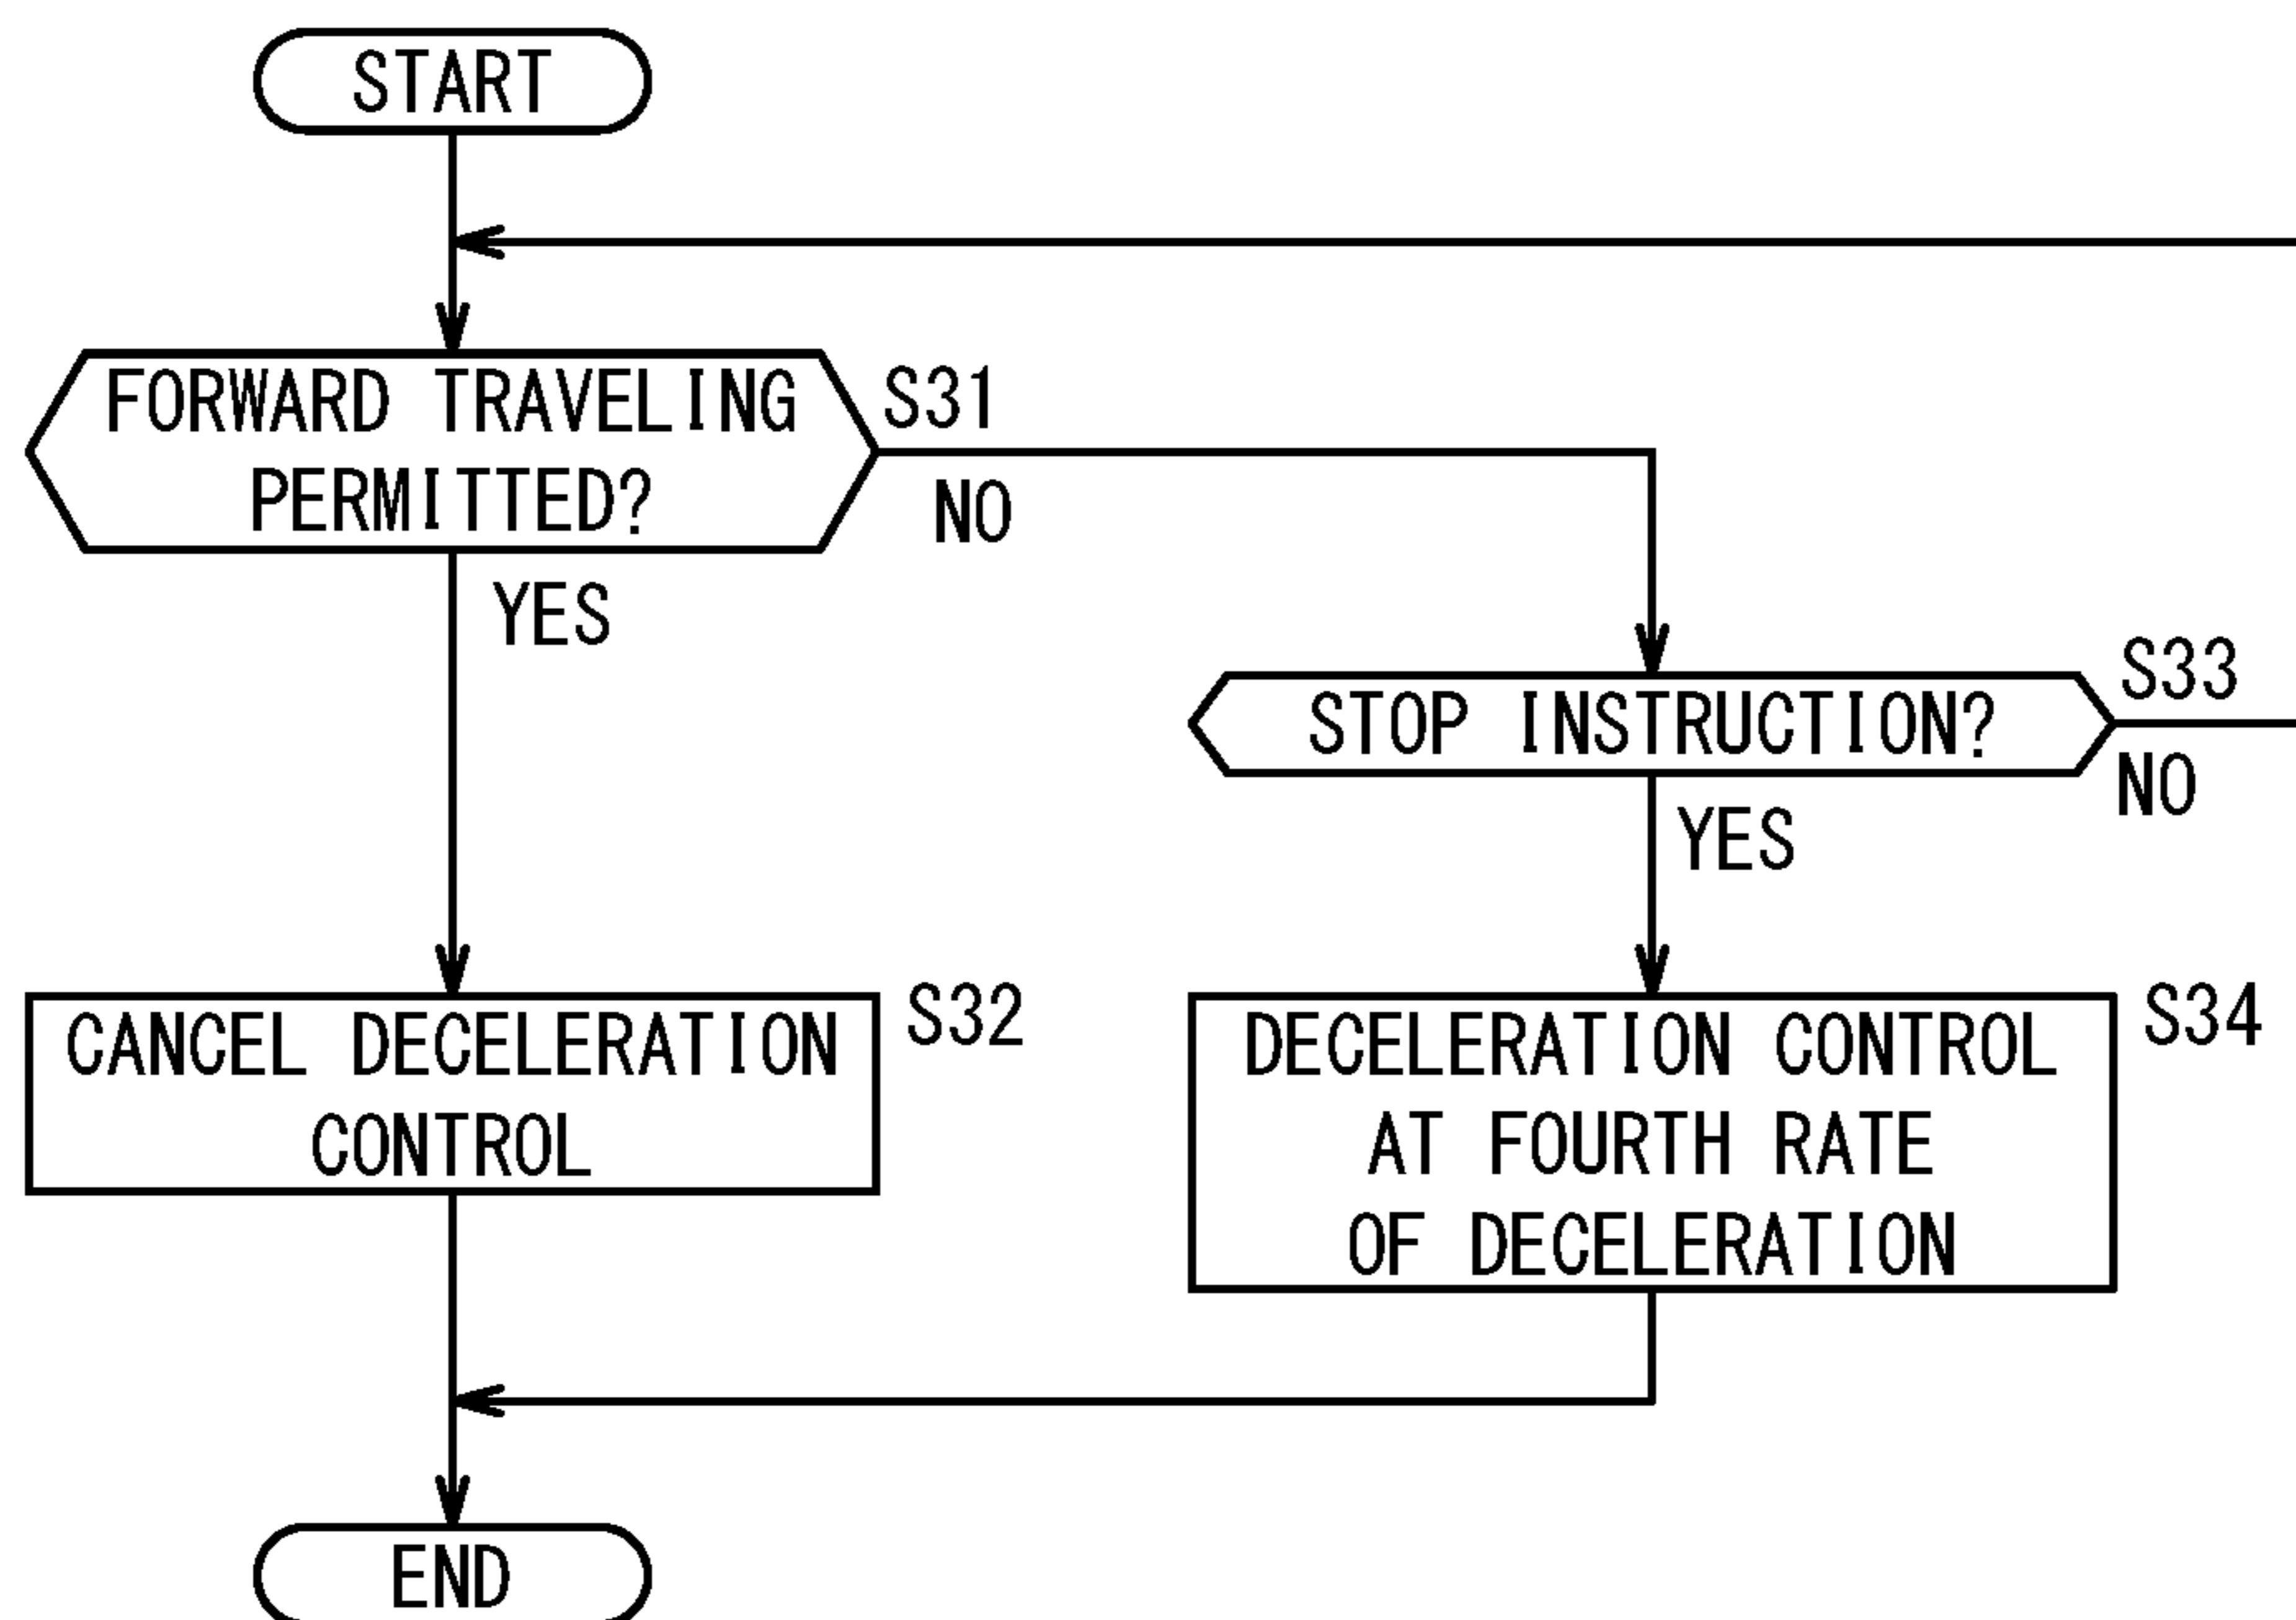 START
FORWARD TRAVELING
PERMITTED?
S31
NO
YES
STOP INSTRUCTION?
S33
NO
YES
CANCEL DECELERATION
CONTROL
S32
DECELERATION CONTROL
AT FOURTH RATE
OF DECELERATION
S34
END